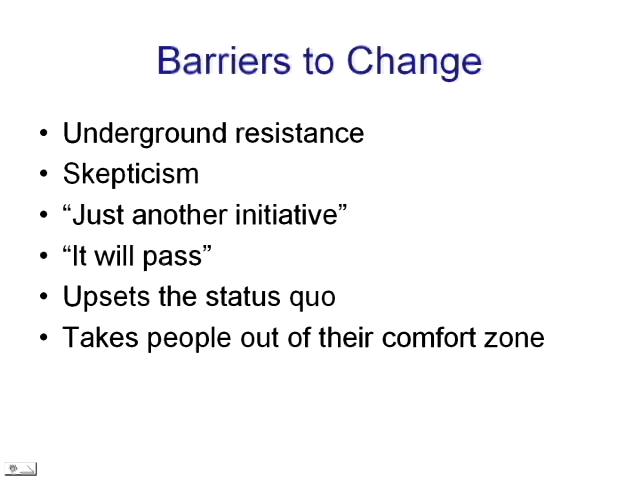 Barriers to Change
• Underground resistance
• Skepticism
• “Just another initiative”
• “It will pass”
• Upsets the status quo
• Takes people out of their comfort zone